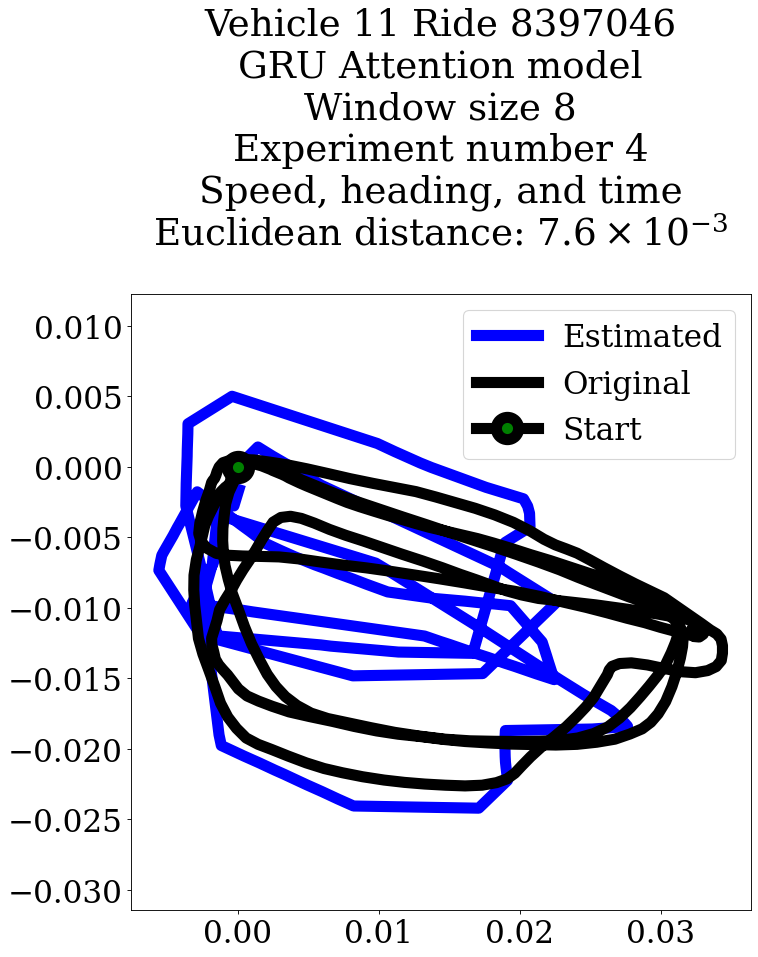 Vehicle 11 Ride 8397046
GRU Attention model
Window size 8
Experiment number 4
Speed, heading, and time
Euclidean distance: 7.6 × 10⁻³
Estimated
Original
Start
0.010
0.005
0.000
−0.005
−0.010
−0.015
−0.020
−0.025
−0.030
0.00 0.01 0.02 0.03